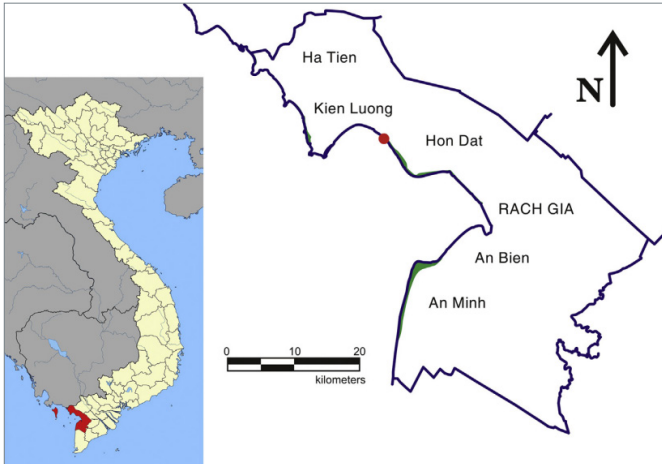 Ha Tien
N
Kien Luong
Hon Dat
RACH GIA
An Bien
An Minh
0 10 20
kilometers